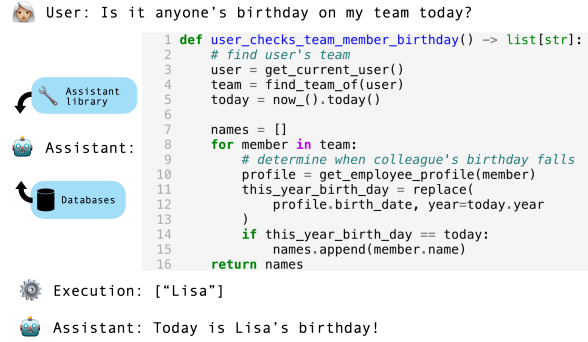 User: Is it anyone’s birthday on my team today?
1 def user_checks_team_member_birthday() -> list[str]:
2     # find user's team
3     user = get_current_user()
4     team = find_team_of(user)
5     today = now_().today()
6
7     names = []
8     for member in team:
9         # determine when colleague's birthday falls
10         profile = get_employee_profile(member)
11         this_year_birth_day = replace(
12             profile.birth_date, year=today.year
13         )
14         if this_year_birth_day == today:
15             names.append(member.name)
16     return names
Assistant
library
Assistant:
Databases
Execution: [“Lisa”]
Assistant: Today is Lisa’s birthday!